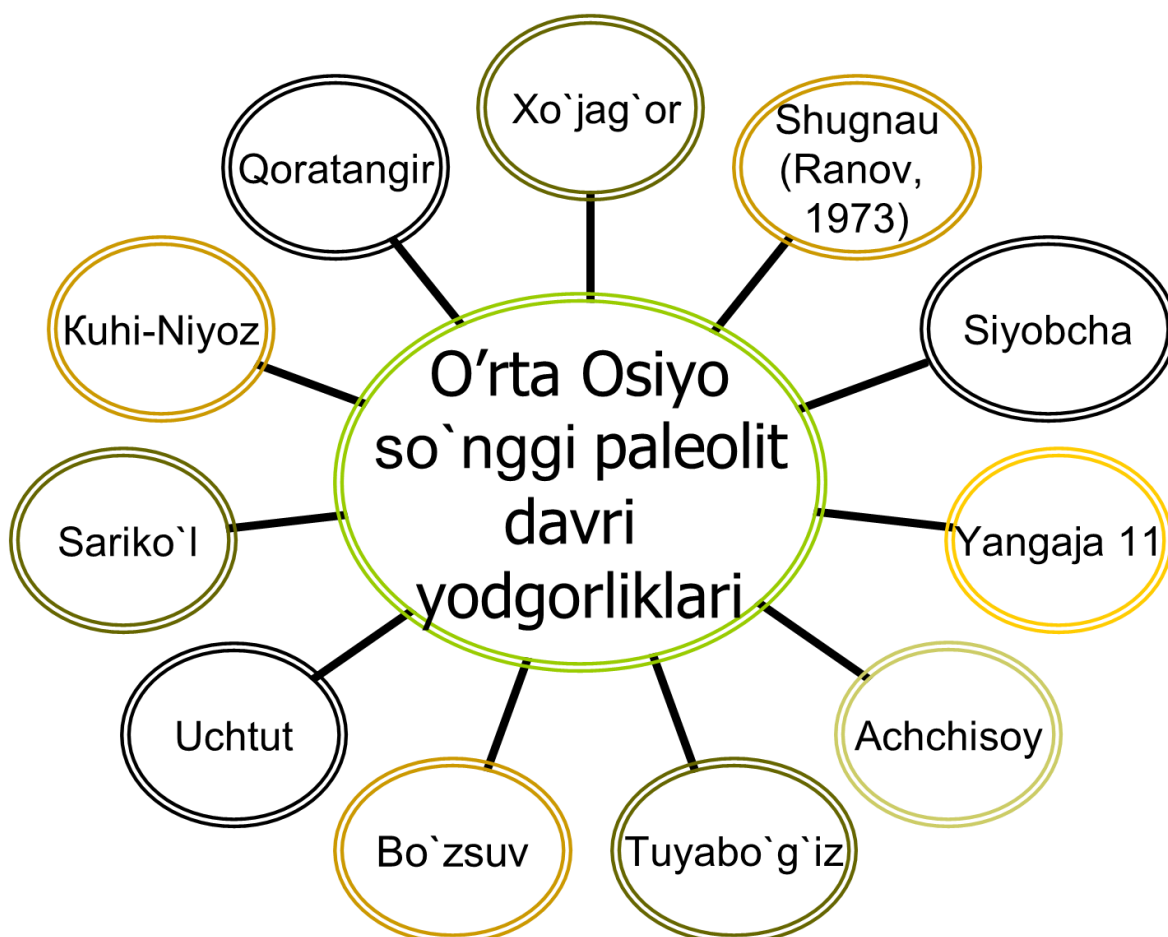 Xo`jag`or
Shugnau
(Ranov,
1973)
Qoratangir
Siyobcha
Kuhi-Niyoz
O’rta Osiyo
so`nggi paleolit
davri
yodgorliklari
Yangaja 11
Sariko`l
Achchisoy
Uchtut
Bo`zsuv
Tuyabo`g`iz